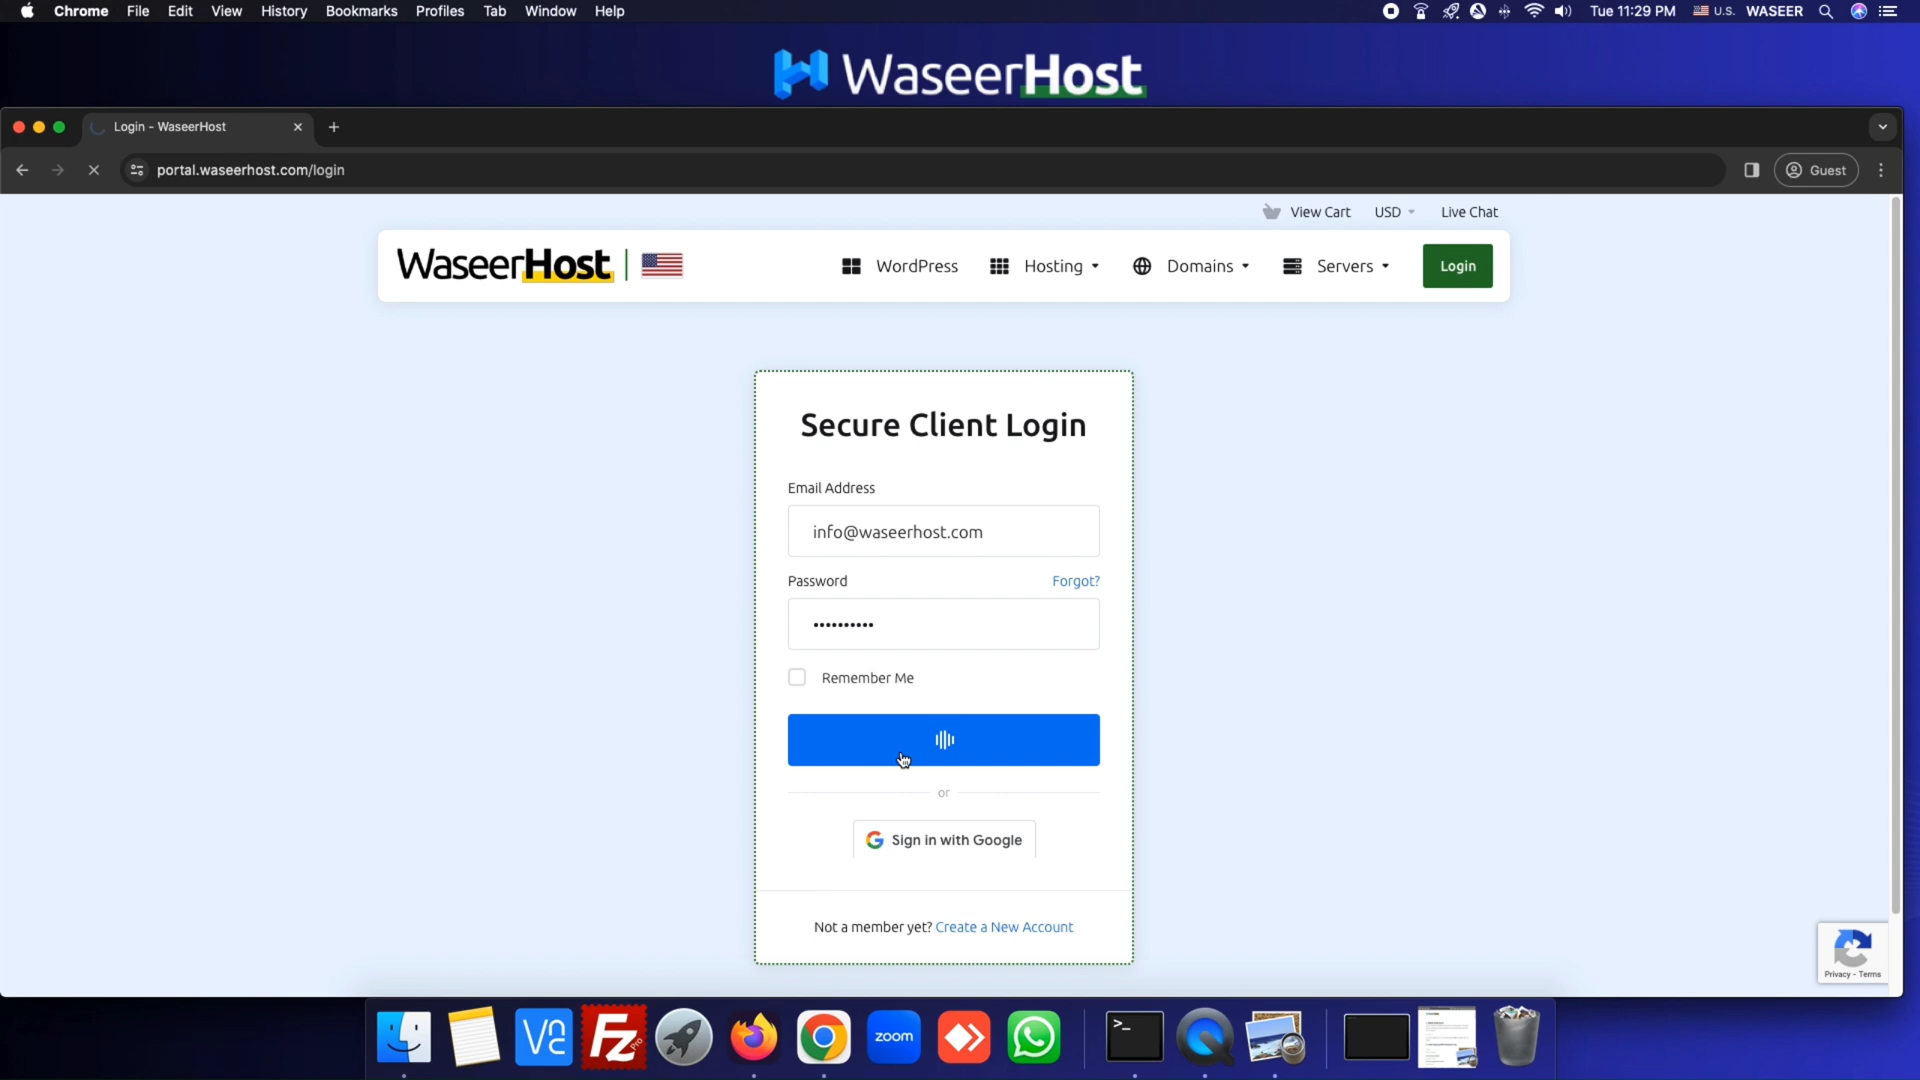 Chrome File Edit View History Bookmarks Profiles Tab Window Help Tue 11:29 PM U.S. WASEER
WaseerHost
Login - WaseerHost
portal.waseerhost.com/login Guest
View Cart USD Live Chat
WaseerHost WordPress Hosting Domains Servers Login
Secure Client Login
Email Address
info@waseerhost.com
Password Forgot?
••••••••••
Remember Me
or
Sign in with Google
Not a member yet? Create a New Account
Privacy - Terms
VC Fz Pro zoom >_